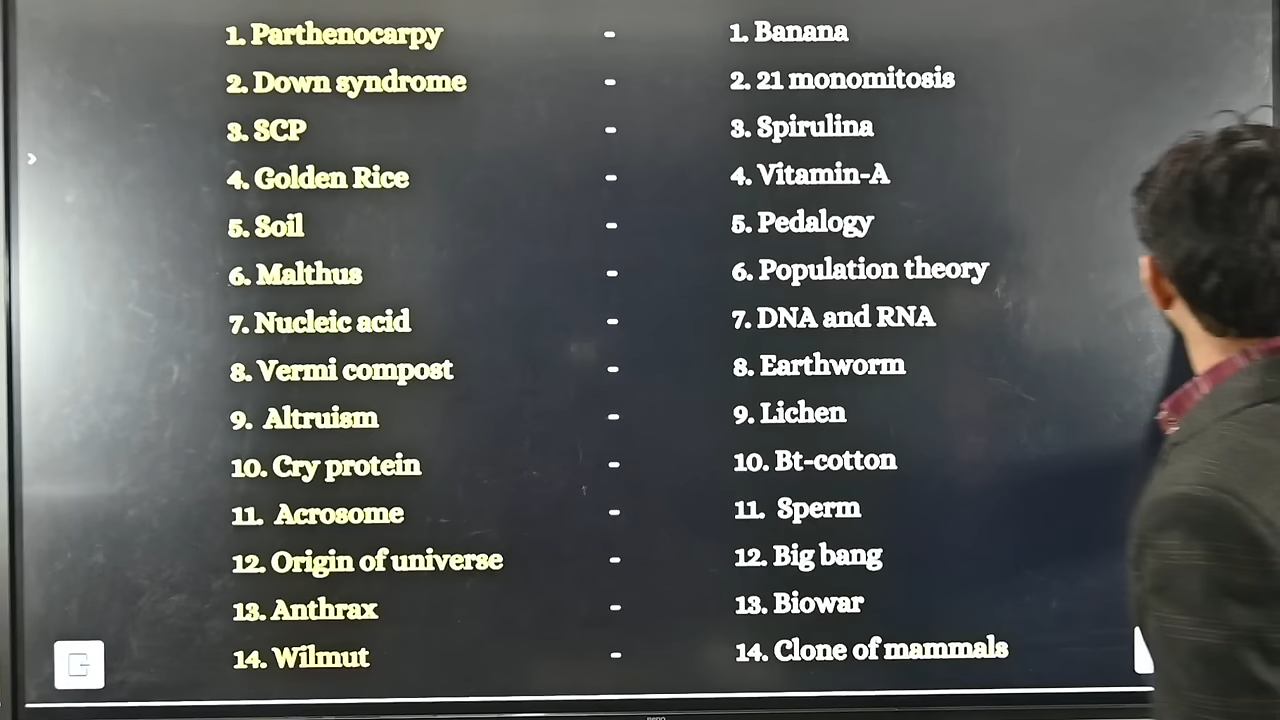 1. Parthenocarpy - 1. Banana
2. Down syndrome - 2. 21 monomitosis
3. SCP - 3. Spirulina
4. Golden Rice - 4. Vitamin-A
5. Soil - 5. Pedalogy
6. Malthus - 6. Population theory
7. Nucleic acid - 7. DNA and RNA
8. Vermi compost - 8. Earthworm
9. Altruism - 9. Lichen
10. Cry protein - 10. Bt-cotton
11. Acrosome - 11. Sperm
12. Origin of universe - 12. Big bang
13. Anthrax - 13. Biowar
14. Wilmut - 14. Clone of mammals